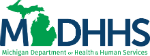 MDHHS
Michigan Department of Health & Human Services